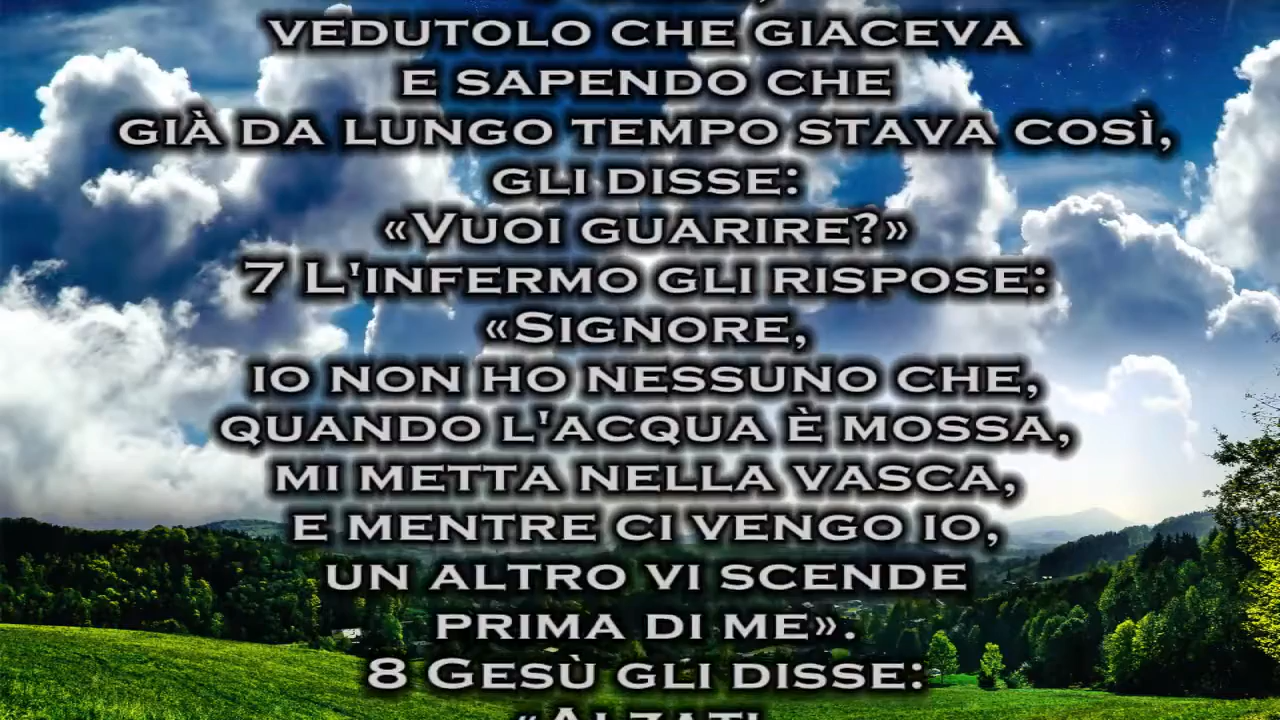 VEDUTOLO CHE GIACEVA
E SAPENDO CHE
GIÀ DA LUNGO TEMPO STAVA COSÌ,
GLI DISSE:
«VUOI GUARIRE?»
7 L'INFERMO GLI RISPOSE:
«SIGNORE,
IO NON HO NESSUNO CHE,
QUANDO L'ACQUA È MOSSA,
MI METTA NELLA VASCA,
E MENTRE CI VENGO IO,
UN ALTRO VI SCENDE
PRIMA DI ME».
8 GESÙ GLI DISSE:
«ALZATI,